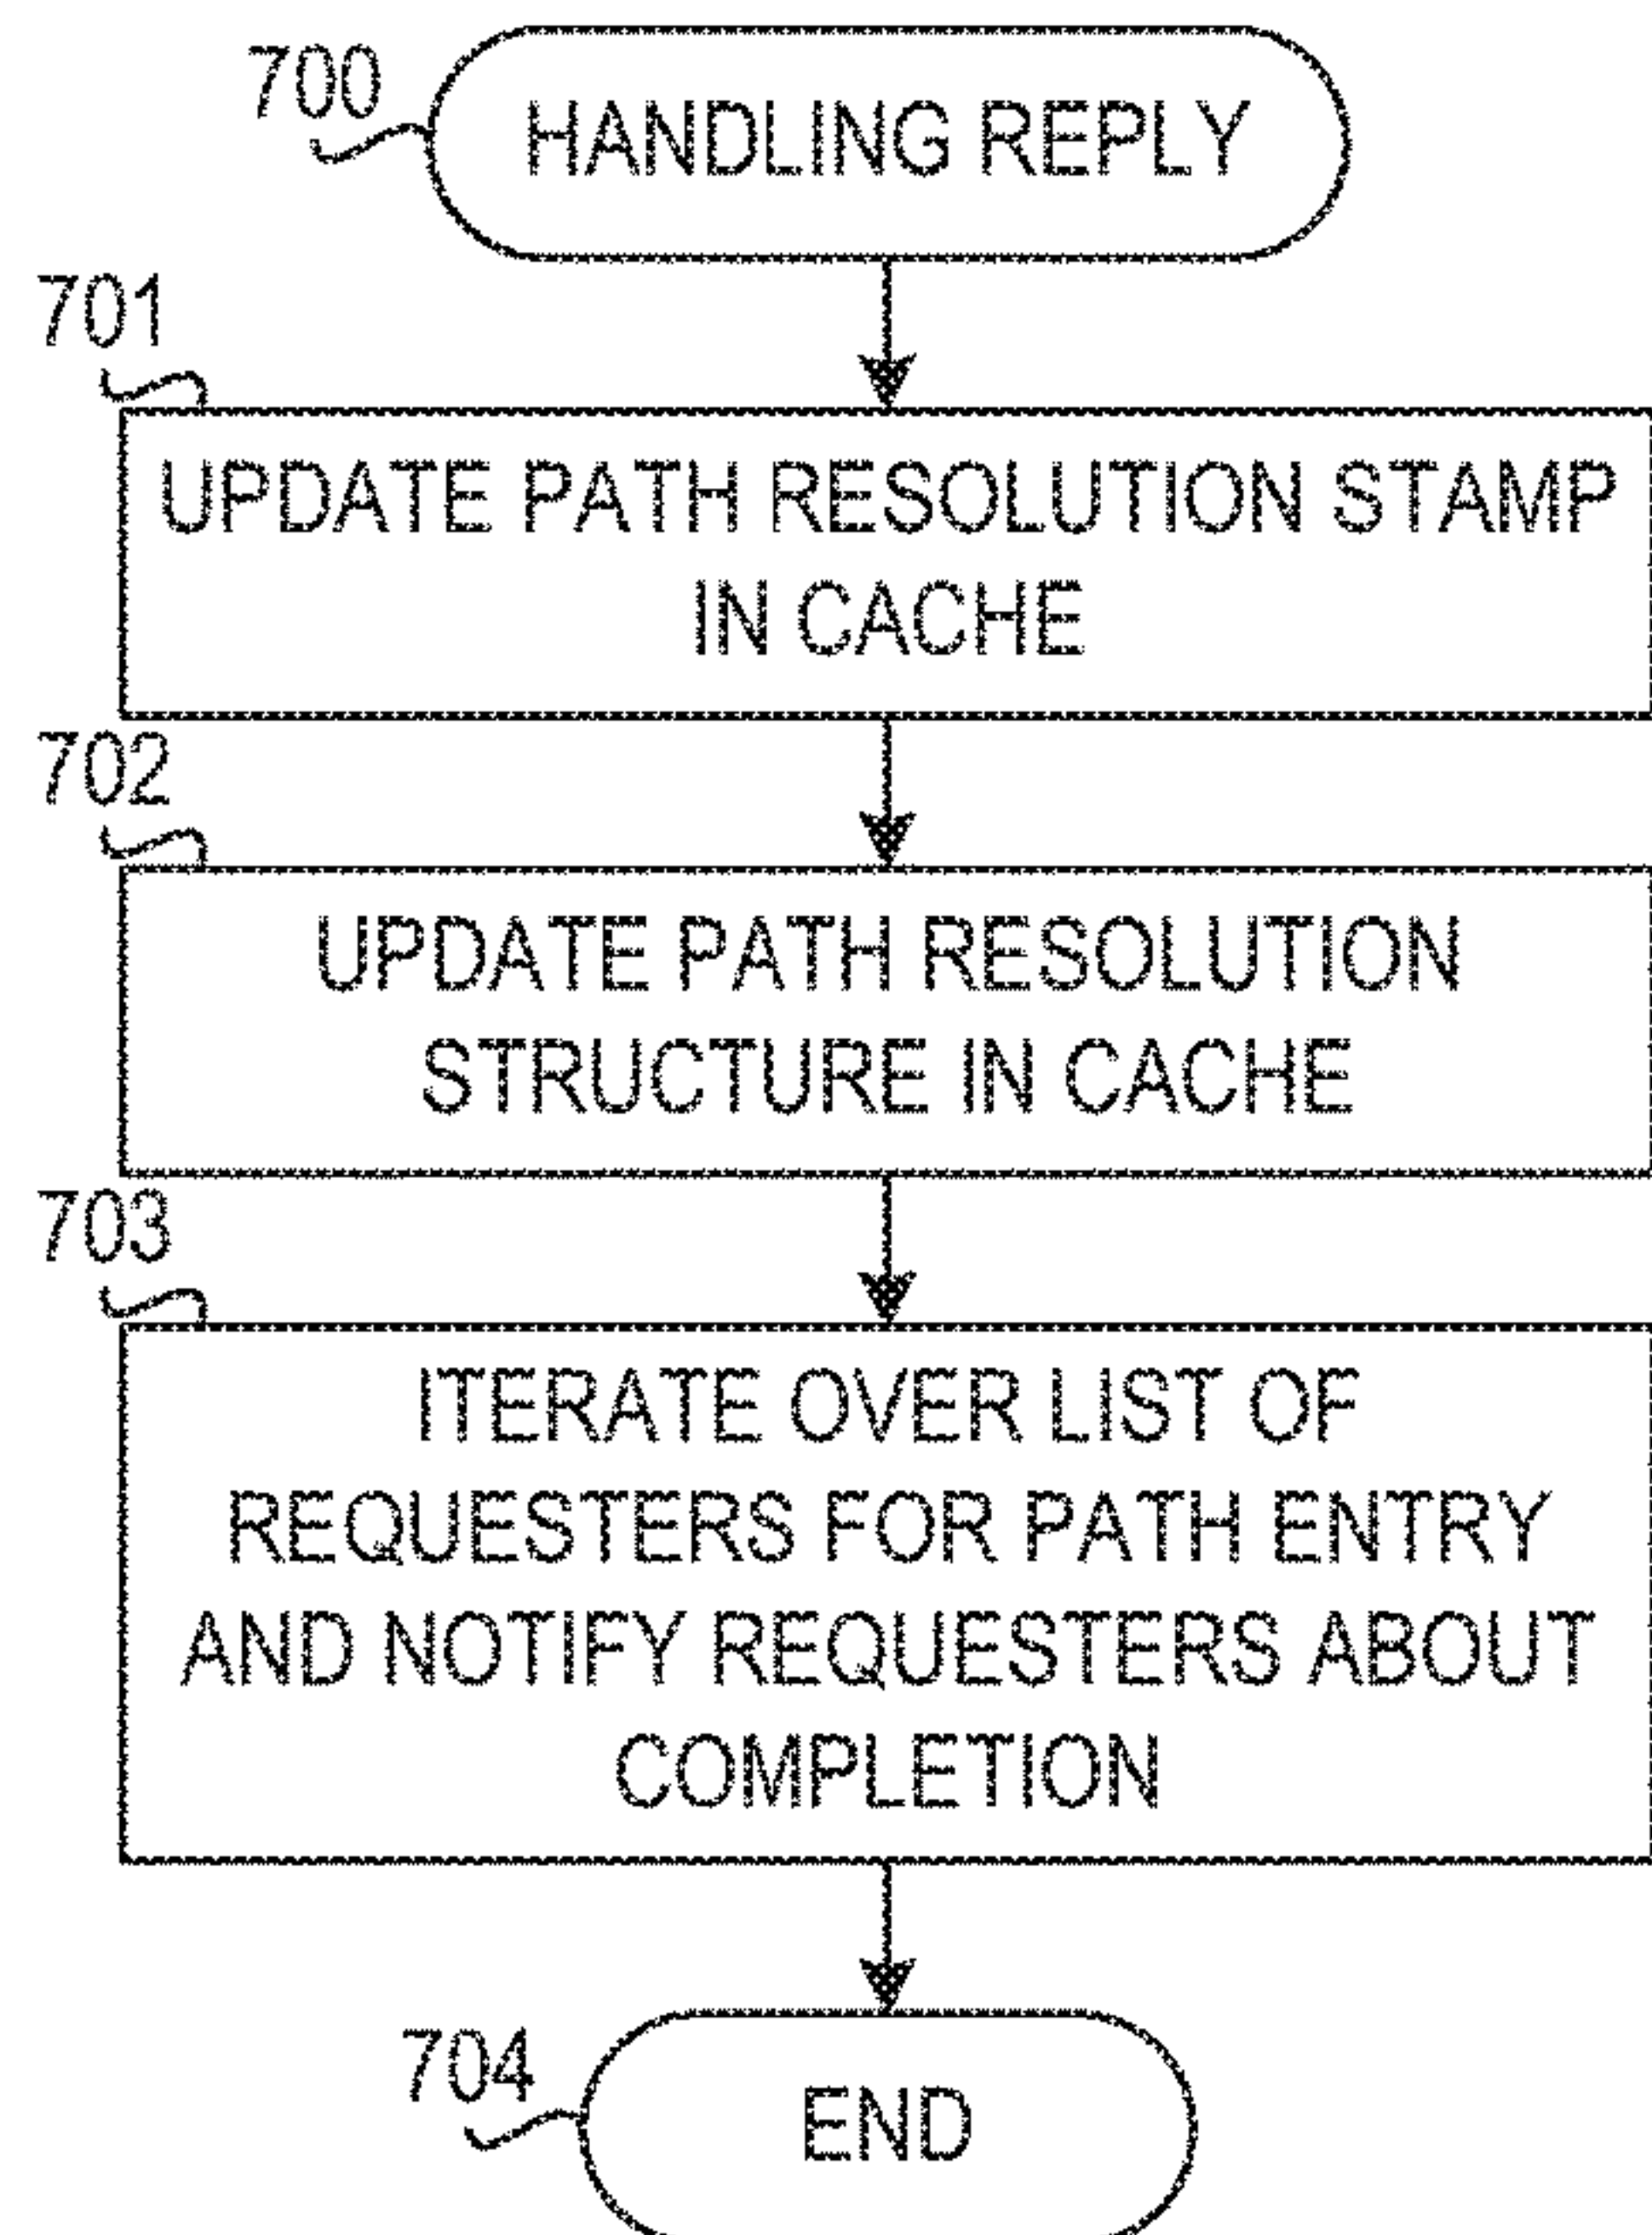 700
HANDLING REPLY
701
UPDATE PATH RESOLUTION STAMP
IN CACHE
702
UPDATE PATH RESOLUTION
STRUCTURE IN CACHE
703
ITERATE OVER LIST OF
REQUESTERS FOR PATH ENTRY
AND NOTIFY REQUESTERS ABOUT
COMPLETION
704
END